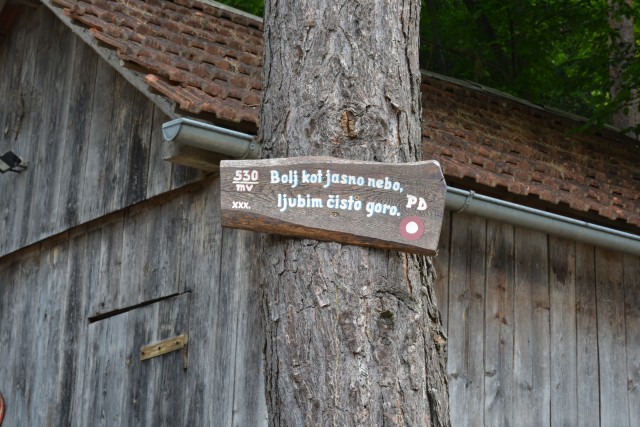 530
mv
xxx.
Bolj kot jasno nebo,
ljubim čisto goro.
PD